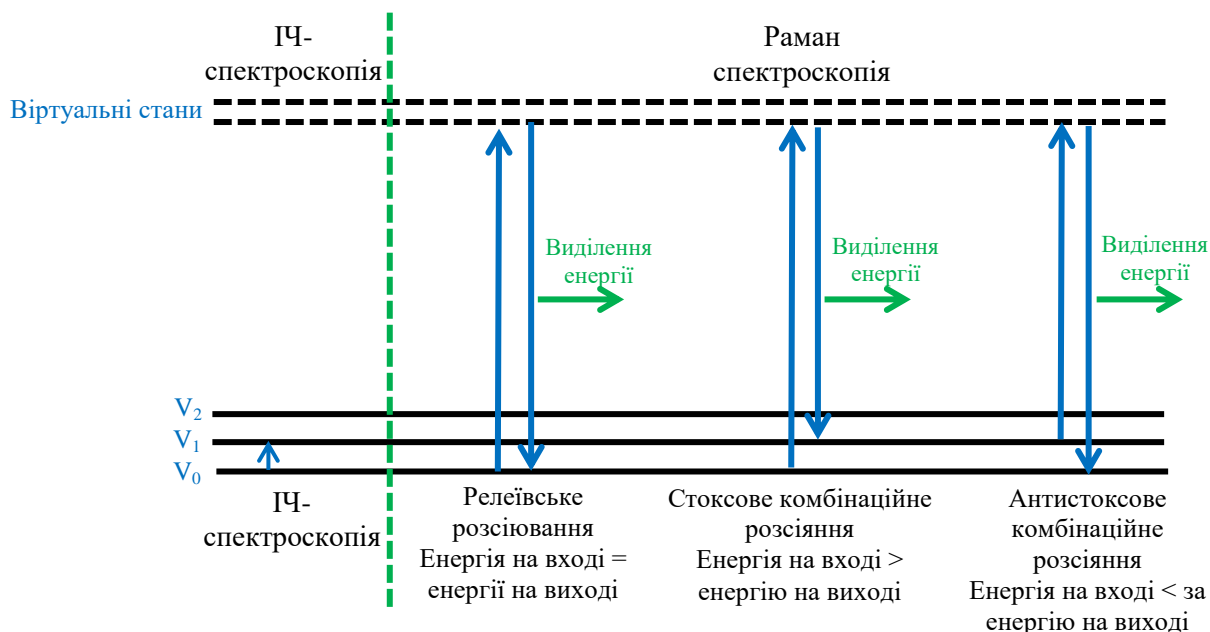 ІЧ-
спектроскопія
Раман
спектроскопія
Віртуальні стани
Виділення
енергії
Виділення
енергії
Виділення
енергії
V2
V1
V0
ІЧ-
спектроскопія
Релеївське
розсіювання
Енергія на вході =
енергії на виході
Стоксове комбінаційне
розсіяння
Енергія на вході >
енергію на виході
Антистоксове
комбінаційне
розсіяння
Енергія на вході < за
енергію на виході